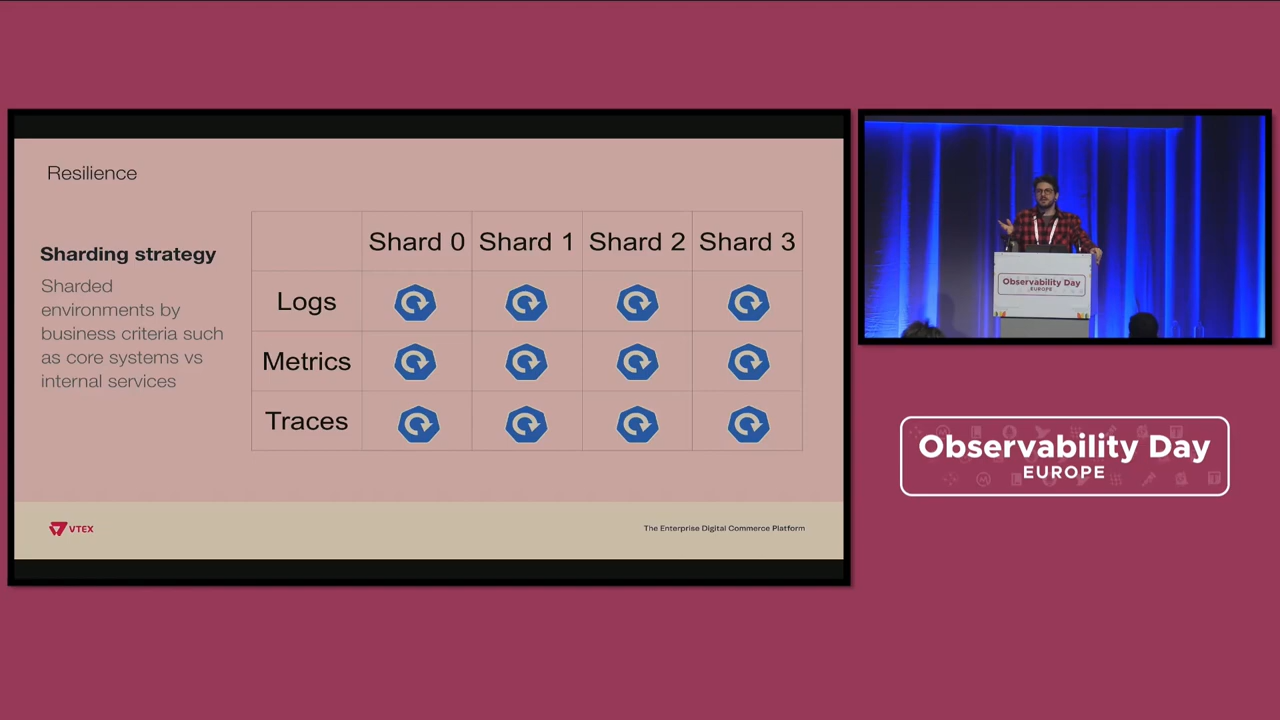 Resilience
Sharding strategy
Sharded
environments by
business criteria such
as core systems vs
internal services
Shard 0 Shard 1 Shard 2 Shard 3
Logs
Metrics
Traces
VTEX
The Enterprise Digital Commerce Platform
Observability Day
EUROPE
Observability Day
EUROPE